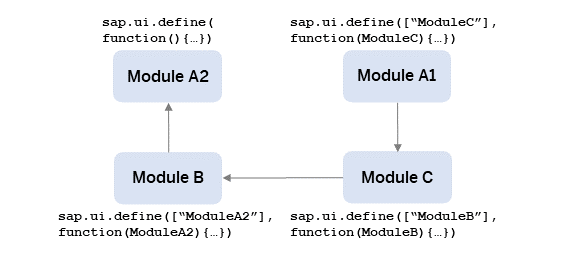 sap.ui.define(
function(){…})
Module A2
sap.ui.define([“ModuleC”],
function(ModuleC){…})
Module A1
Module B
sap.ui.define([“ModuleA2”],
function(ModuleA2){…})
Module C
sap.ui.define([“ModuleB”],
function(ModuleB){…})